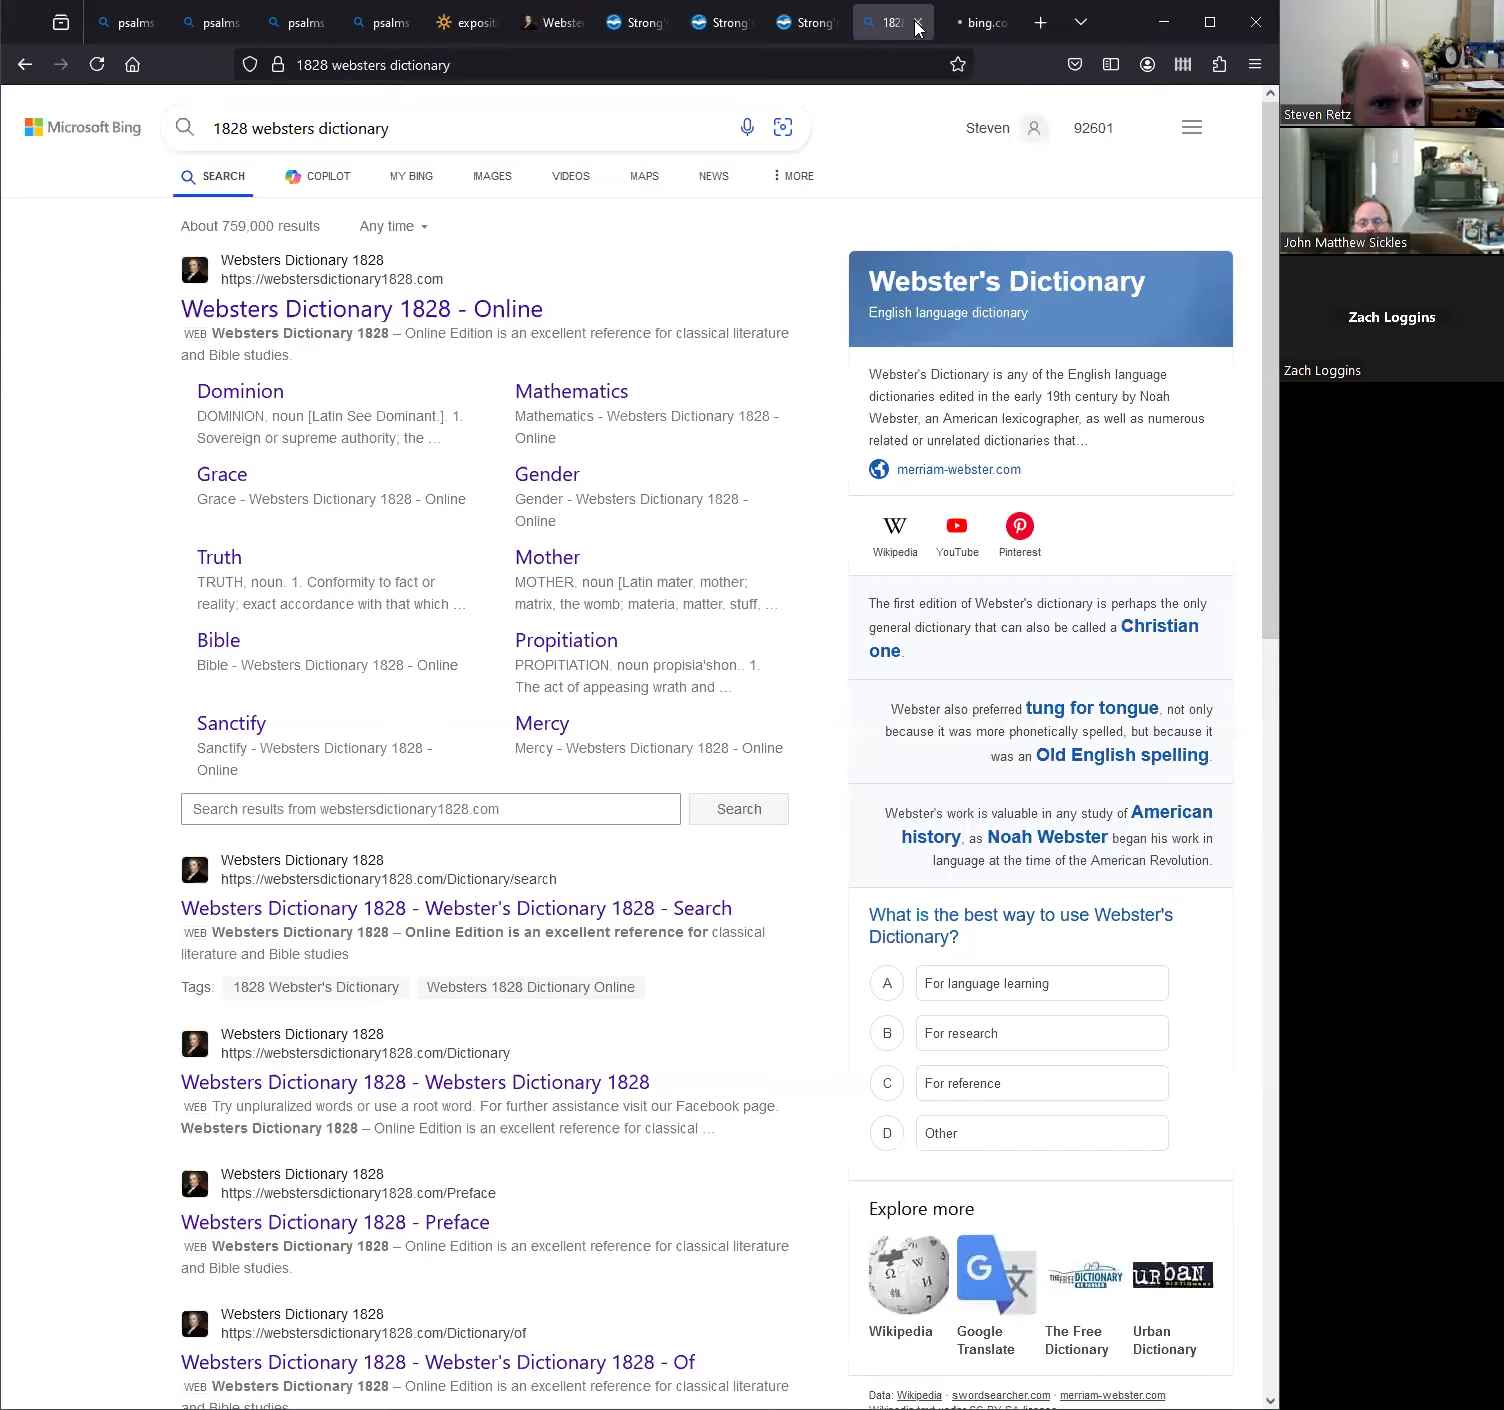 psalms
psalms
psalms
psalms
exposit
Webster
Strong'
Strong'
Strong'
182
bing.co
1828 websters dictionary
Microsoft Bing
1828 websters dictionary
Steven
92601
SEARCH
COPILOT
MY BING
IMAGES
VIDEOS
MAPS
NEWS
MORE
About 759,000 results
Any time
Websters Dictionary 1828
https://webstersdictionary1828.com
Websters Dictionary 1828 - Online
WEB Websters Dictionary 1828 – Online Edition is an excellent reference for classical literature
and Bible studies.
Dominion
DOMINION, noun [Latin See Dominant.]. 1.
Sovereign or supreme authority; the ...
Mathematics
Mathematics - Websters Dictionary 1828 -
Online
Grace
Grace - Websters Dictionary 1828 - Online
Gender
Gender - Websters Dictionary 1828 -
Online
Truth
TRUTH, noun. 1. Conformity to fact or
reality; exact accordance with that which ...
Mother
MOTHER, noun [Latin mater, mother;
matrix, the womb; materia, matter, stuff, ...
Bible
Bible - Websters Dictionary 1828 - Online
Propitiation
PROPITIATION, noun propisia'shon.. 1.
The act of appeasing wrath and ...
Sanctify
Sanctify - Websters Dictionary 1828 -
Online
Mercy
Mercy - Websters Dictionary 1828 - Online
Search results from webstersdictionary1828.com
Search
Websters Dictionary 1828
https://webstersdictionary1828.com/Dictionary/search
Websters Dictionary 1828 - Webster's Dictionary 1828 - Search
WEB Websters Dictionary 1828 – Online Edition is an excellent reference for classical
literature and Bible studies
Tags: 1828 Webster's Dictionary Websters 1828 Dictionary Online
Websters Dictionary 1828
https://webstersdictionary1828.com/Dictionary
Websters Dictionary 1828 - Websters Dictionary 1828
WEB Try unpluralized words or use a root word. For further assistance visit our Facebook page.
Websters Dictionary 1828 – Online Edition is an excellent reference for classical ...
Websters Dictionary 1828
https://webstersdictionary1828.com/Preface
Websters Dictionary 1828 - Preface
WEB Websters Dictionary 1828 – Online Edition is an excellent reference for classical literature
and Bible studies.
Websters Dictionary 1828
https://webstersdictionary1828.com/Dictionary/of
Websters Dictionary 1828 - Webster's Dictionary 1828 - Of
WEB Websters Dictionary 1828 – Online Edition is an excellent reference for classical literature
and Bible studies
Webster's Dictionary
English language dictionary
Webster's Dictionary is any of the English language
dictionaries edited in the early 19th century by Noah
Webster, an American lexicographer, as well as numerous
related or unrelated dictionaries that...
merriam-webster.com
W
Wikipedia
YouTube
Pinterest
The first edition of Webster's dictionary is perhaps the only
general dictionary that can also be called a Christian
one.
Webster also preferred tung for tongue, not only
because it was more phonetically spelled, but because it
was an Old English spelling.
Webster's work is valuable in any study of American
history, as Noah Webster began his work in
language at the time of the American Revolution.
What is the best way to use Webster's
Dictionary?
A For language learning
B For research
C For reference
D Other
Explore more
G
THE FREE DICTIONARY
URBAN
Wikipedia
Google
Translate
The Free
Dictionary
Urban
Dictionary
Data: Wikipedia · swordsearcher.com · merriam-webster.com
Wikipedia text under CC-BY-SA license
Steven Retz
John Matthew Sickles
Zach Loggins
Zach Loggins